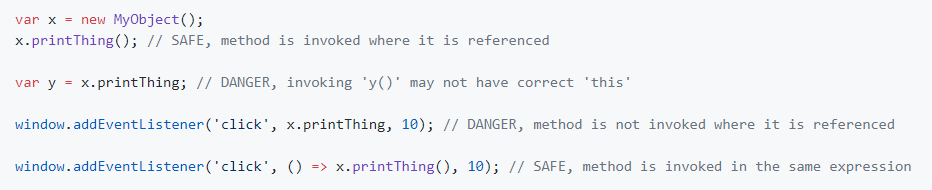 var x = new MyObject();
x.printThing(); // SAFE, method is invoked where it is referenced
var y = x.printThing; // DANGER, invoking 'y()' may not have correct 'this'
window.addEventListener('click', x.printThing, 10); // DANGER, method is not invoked where it is referenced
window.addEventListener('click', () => x.printThing(), 10); // SAFE, method is invoked in the same expression